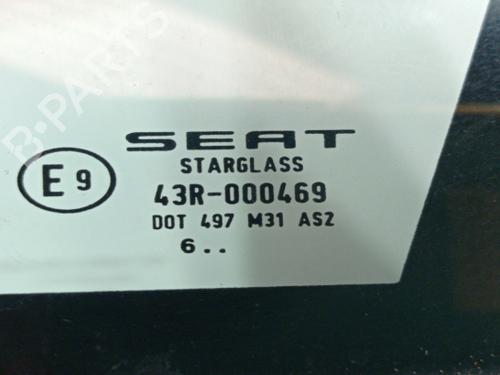 B-PARTS
SEAT
STARGLASS
E 9
43R-000469
DOT 497 M31 AS2
6..